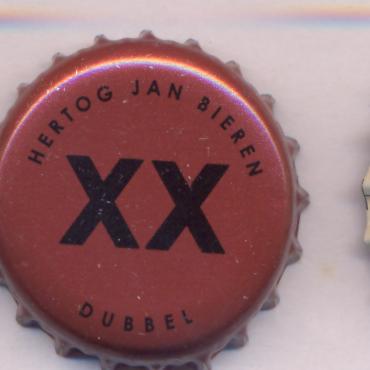 HERTOG JAN BIEREN
XX
DUBBEL